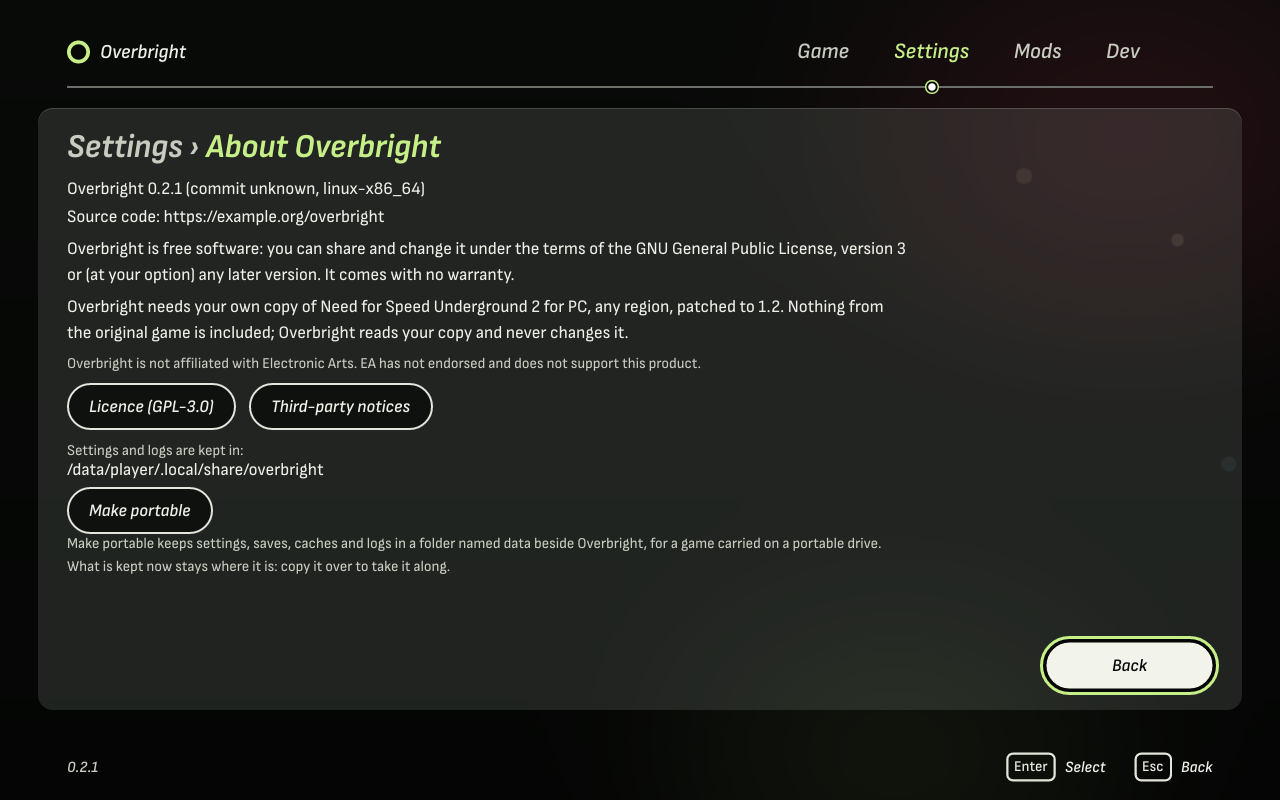 Overbright
Game Settings Mods Dev
Settings › About Overbright
Overbright 0.2.1 (commit unknown, linux-x86_64)
Source code: https://example.org/overbright
Overbright is free software: you can share and change it under the terms of the GNU General Public License, version 3
or (at your option) any later version. It comes with no warranty.
Overbright needs your own copy of Need for Speed Underground 2 for PC, any region, patched to 1.2. Nothing from
the original game is included; Overbright reads your copy and never changes it.
Overbright is not affiliated with Electronic Arts. EA has not endorsed and does not support this product.
Licence (GPL-3.0) Third-party notices
Settings and logs are kept in:
/data/player/.local/share/overbright
Make portable
Make portable keeps settings, saves, caches and logs in a folder named data beside Overbright, for a game carried on a portable drive.
What is kept now stays where it is: copy it over to take it along.
Back
0.2.1 Enter Select Esc Back